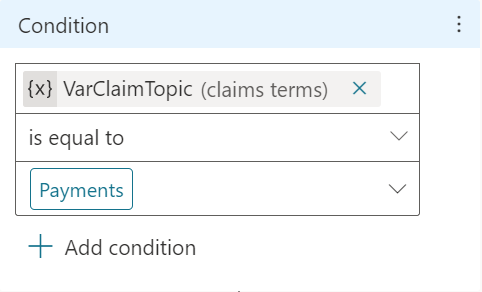 Condition
{x} VarClaimTopic (claims terms)
is equal to
Payments
Add condition